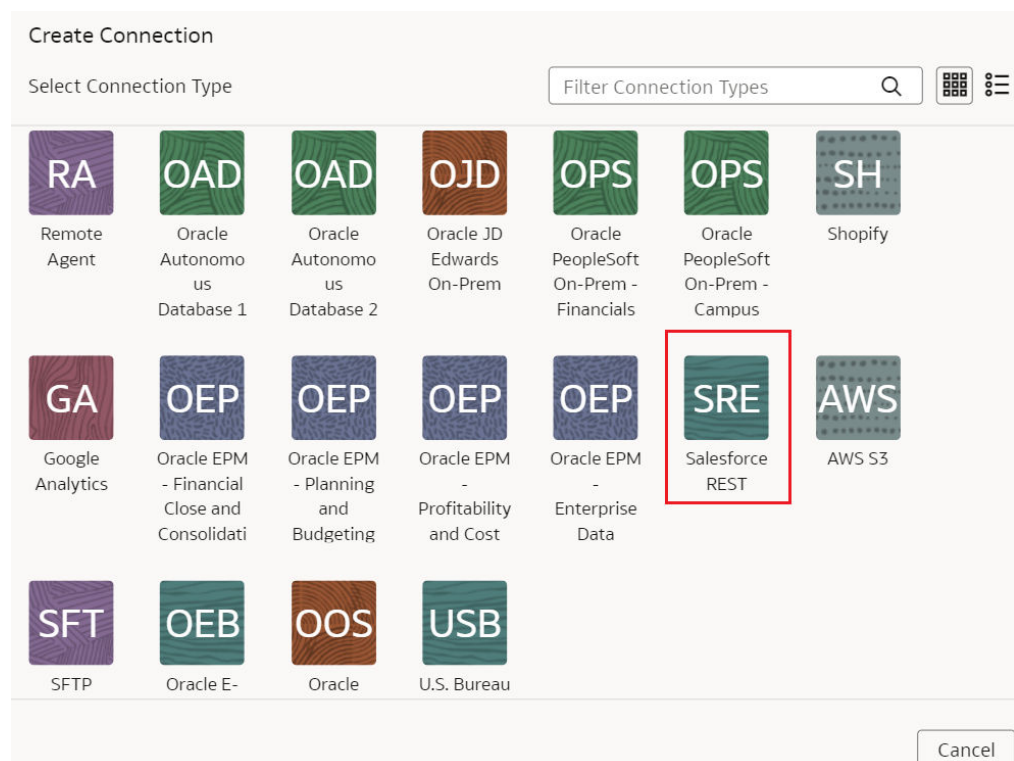 Create Connection
Select Connection Type
Filter Connection Types
RA
OAD
OAD
OJD
OPS
OPS
SH
Remote
Agent
Oracle
Autonomo
us
Database 1
Oracle
Autonomo
us
Database 2
Oracle JD
Edwards
On-Prem
Oracle
PeopleSoft
On-Prem -
Financials
Oracle
PeopleSoft
On-Prem -
Campus
Shopify
GA
OEP
OEP
OEP
OEP
SRE
AWS
Google
Analytics
Oracle EPM
- Financial
Close and
Consolidati
Oracle EPM
- Planning
and
Budgeting
Oracle EPM
-
Profitability
and Cost
Oracle EPM
-
Enterprise
Data
Salesforce
REST
AWS S3
SFT
OEB
OOS
USB
SFTP
Oracle E-
Oracle
U.S. Bureau
Cancel